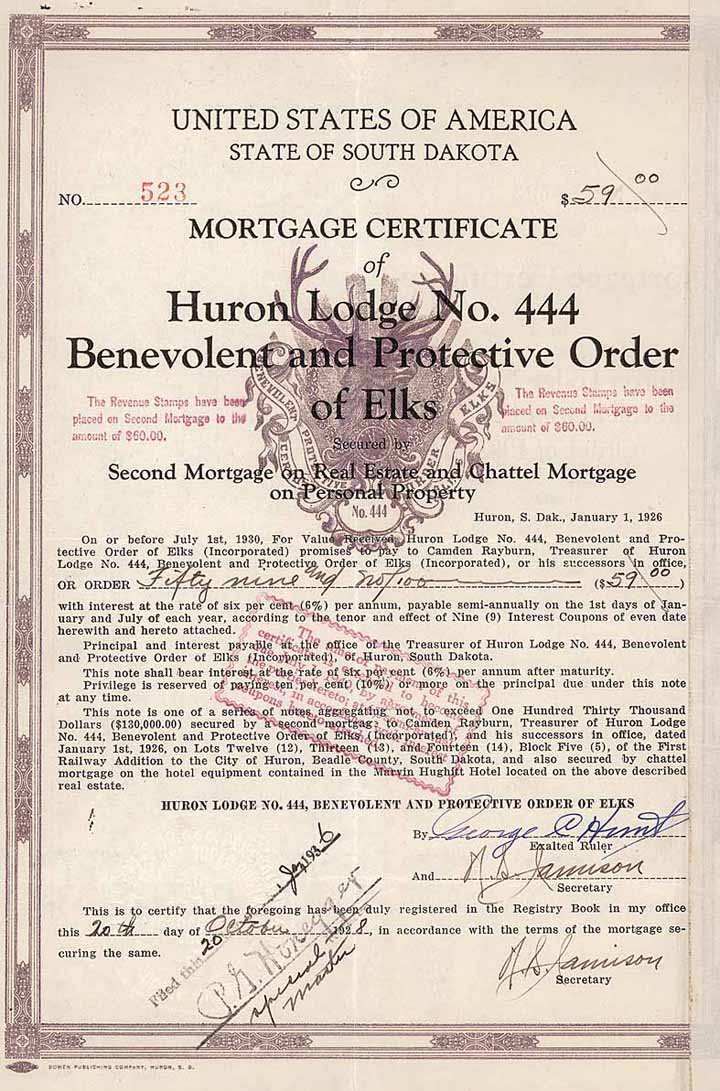 UNITED STATES OF AMERICA
STATE OF SOUTH DAKOTA
NO. 523
$59 00
MORTGAGE CERTIFICATE
of
Huron Lodge No. 444
Benevolent and Protective Order
of Elks
The Revenue Stamps have been
placed on Second Mortgage to the
amount of $60.00.
The Revenue Stamps have been
placed on Second Mortgage to the
amount of $60.00.
BENEVOLENT
PROTECTIVE
ORDER
ELKS
Secured by
Second Mortgage on Real Estate and Chattel Mortgage
on Personal Property
No. 444
Huron, S. Dak., January 1, 1926
On or before July 1st, 1930, For Value Received, Huron Lodge No. 444, Benevolent and Pro-
tective Order of Elks (Incorporated) promises to pay to Camden Rayburn, Treasurer of Huron
Lodge No. 444, Benevolent and Protective Order of Elks (Incorporated), or his successors in office,
OR ORDER Fifty nine and no/100 ($59 00)
with interest at the rate of six per cent (6%) per annum, payable semi-annually on the 1st days of Jan-
uary and July of each year, according to the tenor and effect of Nine (9) Interest Coupons of even date
herewith and hereto attached.
Principal and interest payable at the office of the Treasurer of Huron Lodge No. 444, Benevolent
and Protective Order of Elks (Incorporated), of Huron, South Dakota.
This note shall bear interest at the rate of six per cent (6%) per annum after maturity.
Privilege is reserved of paying ten per cent (10%) or more of the principal due under this note
at any time.
This note is one of a series of notes aggregating not to exceed One Hundred Thirty Thousand
Dollars ($130,000.00) secured by a second mortgage to Camden Rayburn, Treasurer of Huron Lodge
No. 444, Benevolent and Protective Order of Elks (Incorporated), and his successors in office, dated
January 1st, 1926, on Lots Twelve (12), Thirteen (13), and Fourteen (14), Block Five (5), of the First
Railway Addition to the City of Huron, Beadle County, South Dakota, and also secured by chattel
mortgage on the hotel equipment contained in the Marvin Hughitt Hotel located on the above described
real estate.
HURON LODGE NO. 444, BENEVOLENT AND PROTECTIVE ORDER OF ELKS
By George C Hunt
Exalted Ruler
And N.S. Jamison
Secretary
This is to certify that the foregoing has been duly registered in the Registry Book in my office
this 20th day of October 1928, in accordance with the terms of the mortgage se-
curing the same.
N.S. Jamison
Secretary
Filed this 20 1936
Special Master
BOWEN PUBLISHING COMPANY, HURON, S. D.